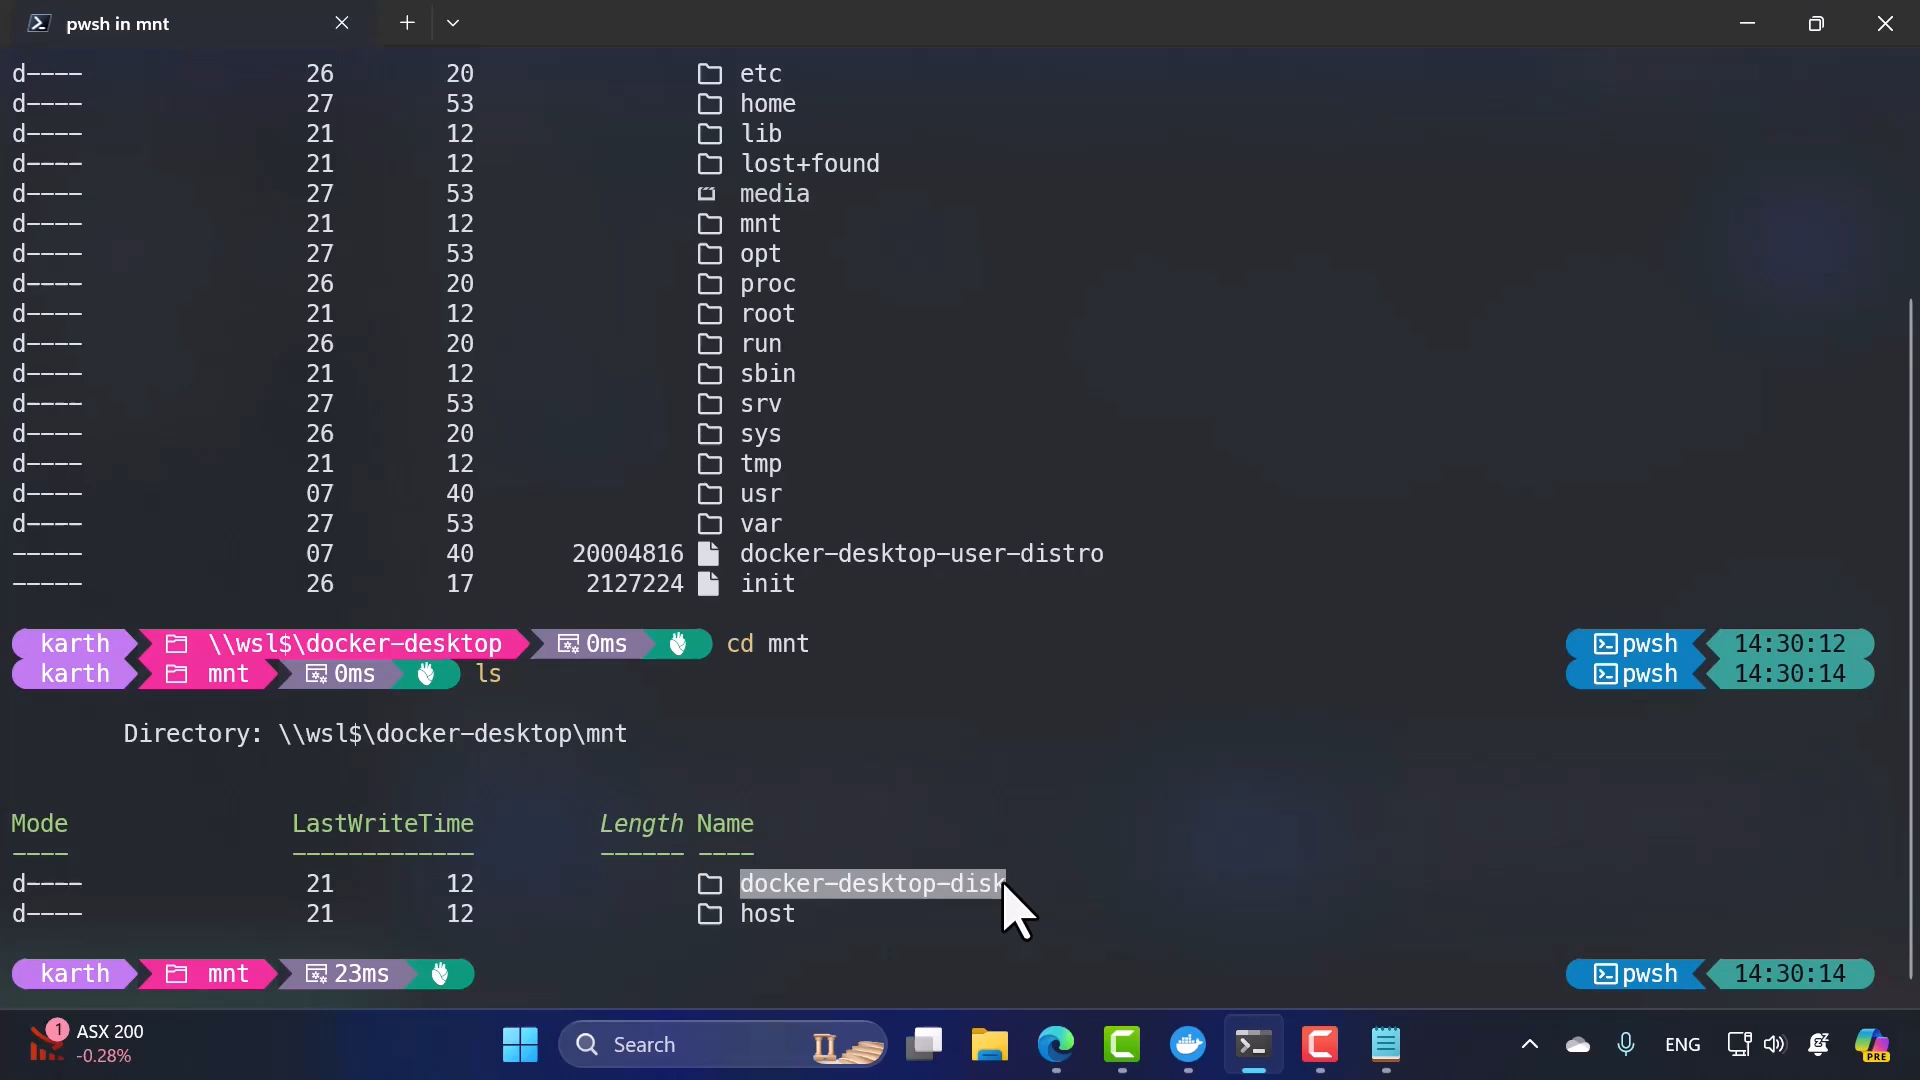 pwsh in mnt
d---- 26 20 etc
d---- 27 53 home
d---- 21 12 lib
d---- 21 12 lost+found
d---- 27 53 media
d---- 21 12 mnt
d---- 27 53 opt
d---- 26 20 proc
d---- 21 12 root
d---- 26 20 run
d---- 21 12 sbin
d---- 27 53 srv
d---- 26 20 sys
d---- 21 12 tmp
d---- 07 40 usr
d---- 27 53 var
----- 07 40 20004816 docker-desktop-user-distro
----- 26 17 2127224 init
karth \\wsl$\docker-desktop 0ms cd mnt pwsh 14:30:12
karth mnt 0ms ls pwsh 14:30:14
Directory: \\wsl$\docker-desktop\mnt
Mode LastWriteTime Length Name
---- ------------- ------ ----
d---- 21 12 docker-desktop-disk
d---- 21 12 host
karth mnt 23ms pwsh 14:30:14
1 ASX 200
-0.28%
Search
ENG
PRE